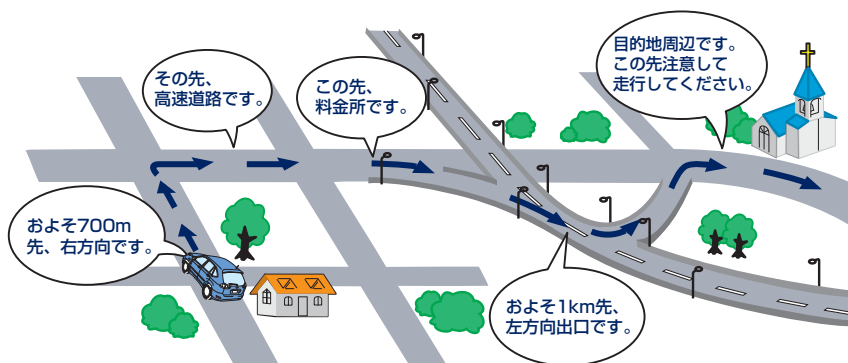 およそ700m
先、右方向です。
その先、
高速道路です。
この先、
料金所です。
およそ1km先、
左方向出口です。
目的地周辺です。
この先注意して
走行してください。